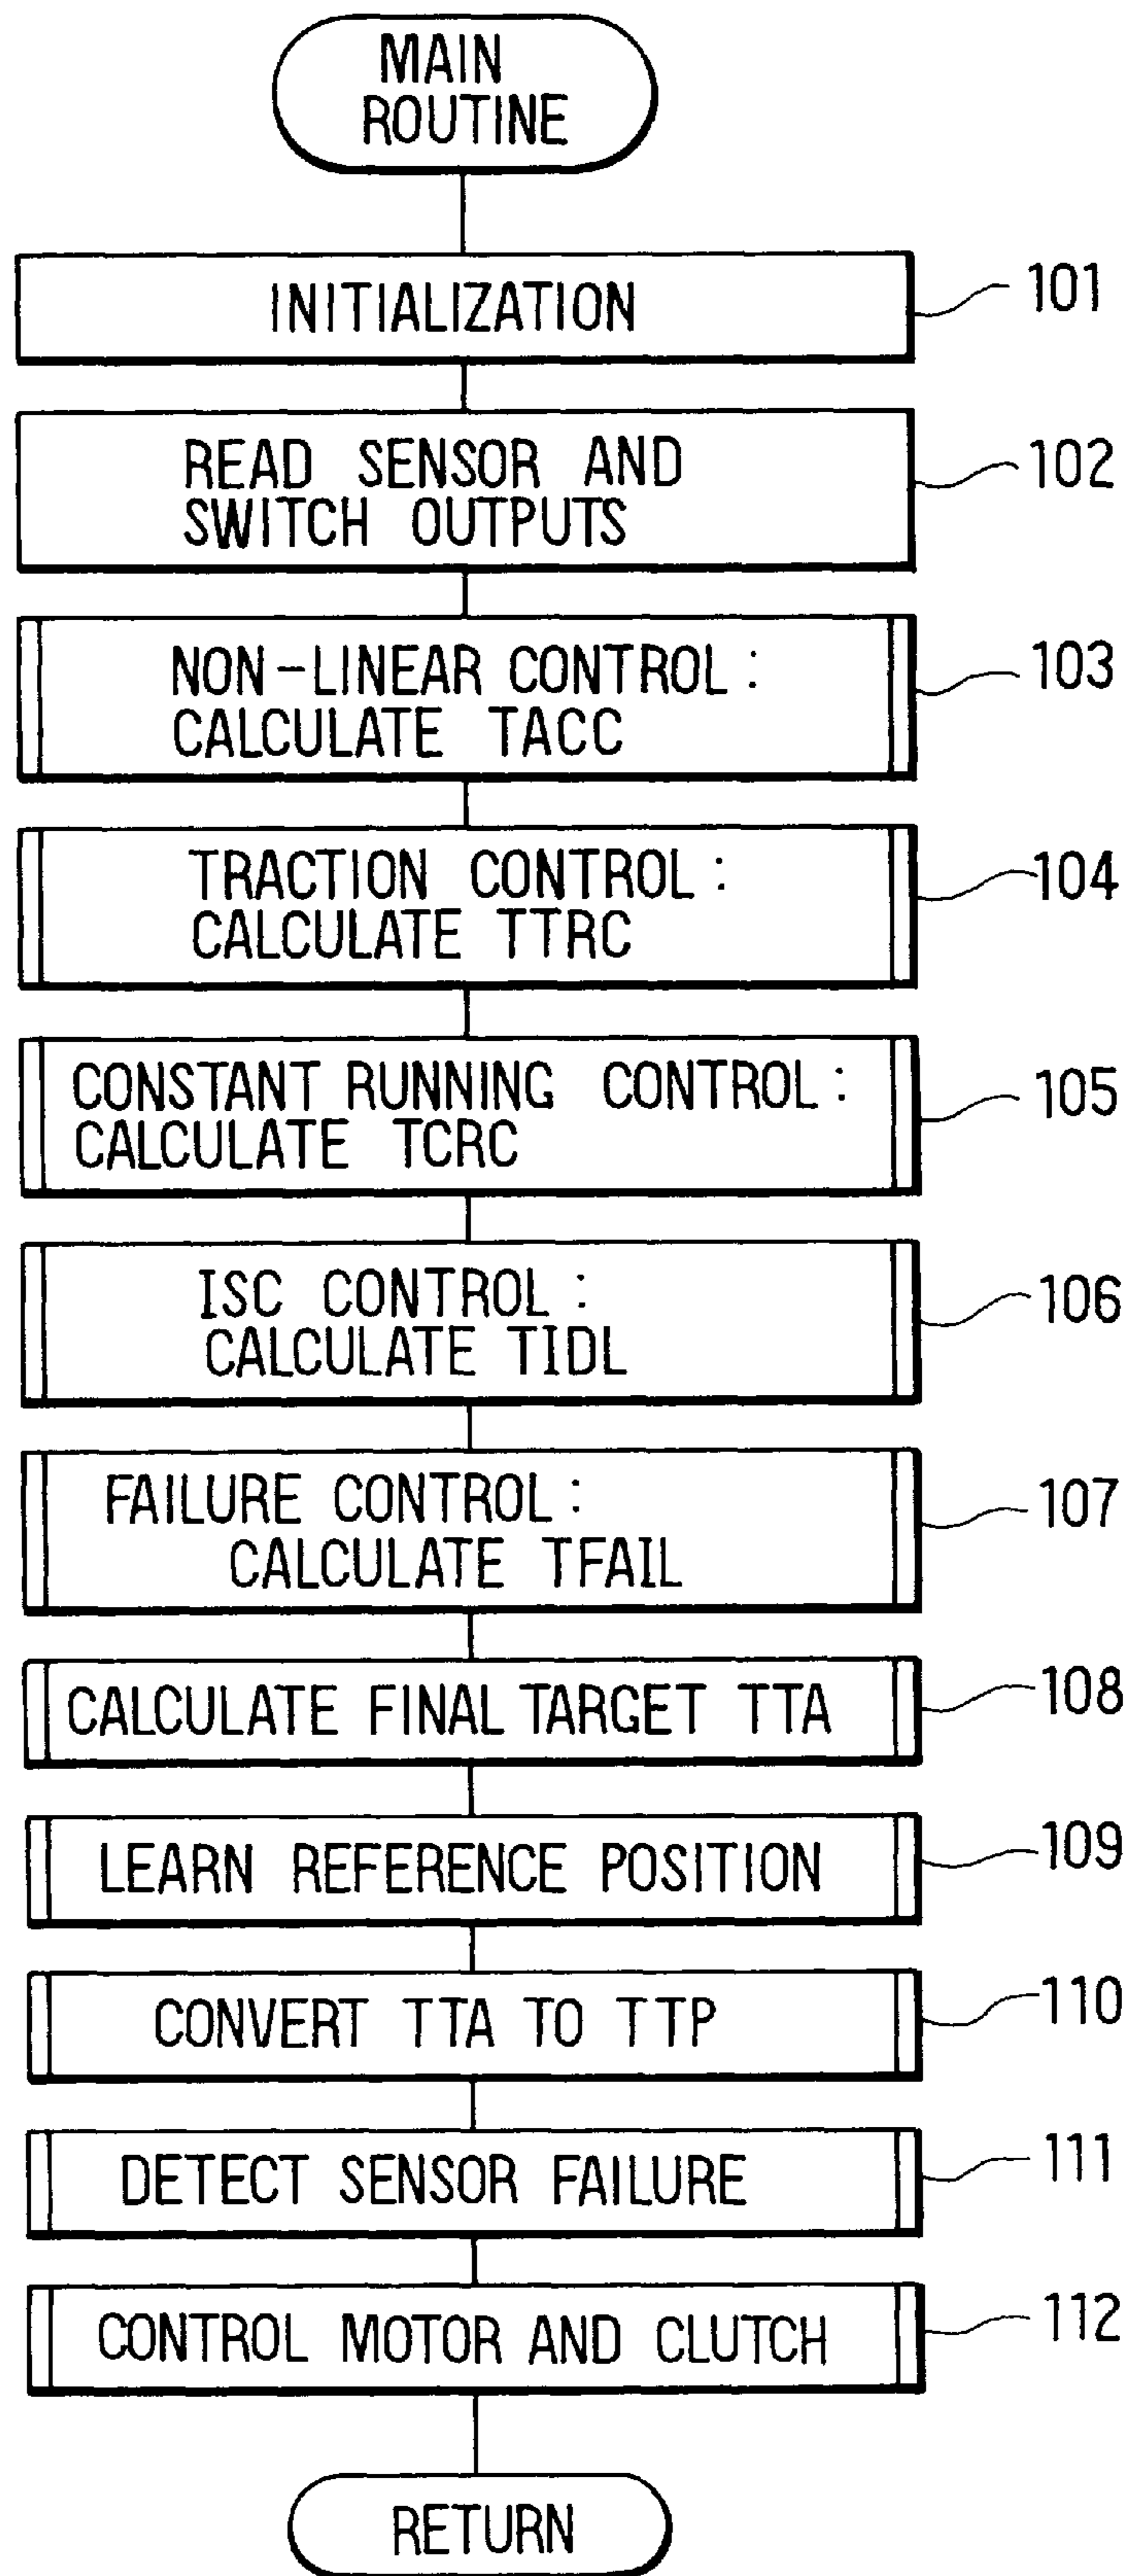 MAIN
ROUTINE
INITIALIZATION
101
READ SENSOR AND
SWITCH OUTPUTS
102
NON-LINEAR CONTROL:
CALCULATE TACC
103
TRACTION CONTROL:
CALCULATE TTRC
104
CONSTANT RUNNING CONTROL:
CALCULATE TCRC
105
ISC CONTROL:
CALCULATE TIDL
106
FAILURE CONTROL:
CALCULATE TFAIL
107
CALCULATE FINAL TARGET TTA
108
LEARN REFERENCE POSITION
109
CONVERT TTA TO TTP
110
DETECT SENSOR FAILURE
111
CONTROL MOTOR AND CLUTCH
112
RETURN